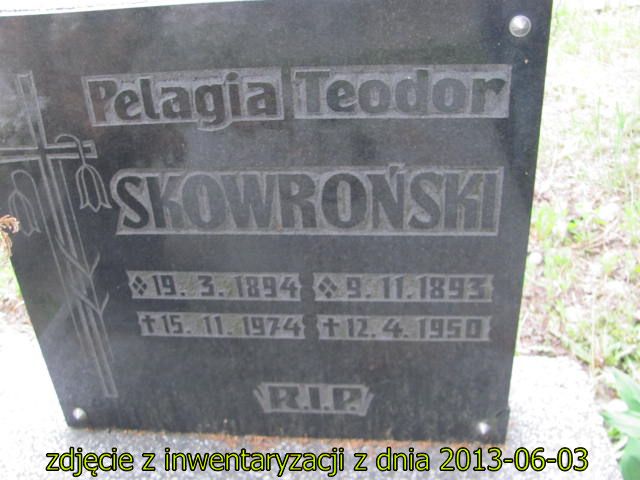 Pelagia Teodor
SKOWROŃSKI
❖19. 3. 1894 ❖9. 11. 1893
✝15. 11. 1974 ✝12. 4. 1950
R.I.P.
zdjęcie z inwentaryzacji z dnia 2013-06-03